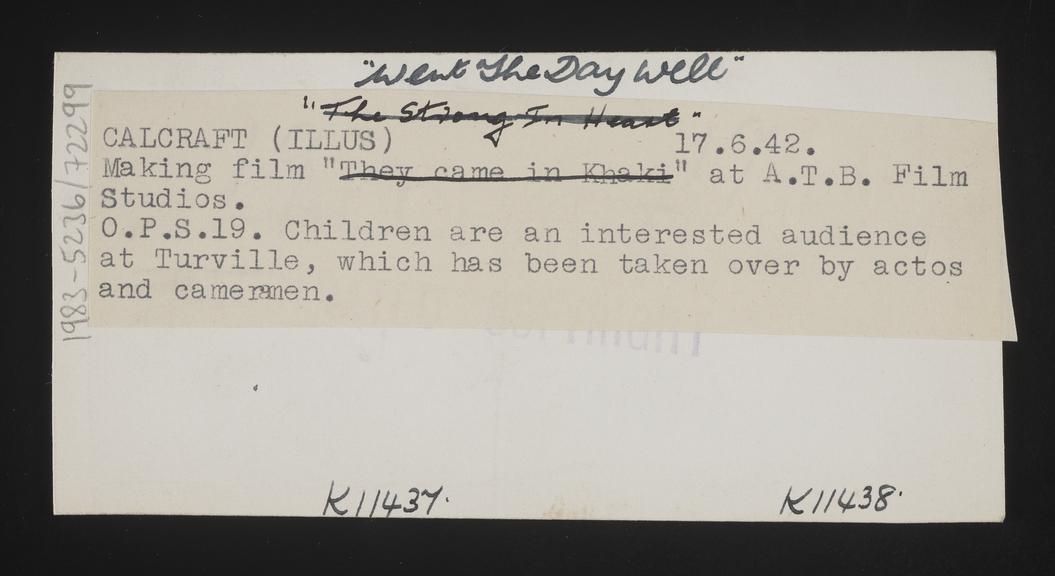 "Went The Day Well"
"The Strong In Heart"
CALCRAFT (ILLUS) 17.6.42.
Making film "They came in Khaki" at A.T.B. Film
Studios.
O.P.S.19. Children are an interested audience
at Turville, which has been taken over by actos
and cameramen.
1983-5236/72299
K11437.
K11438.